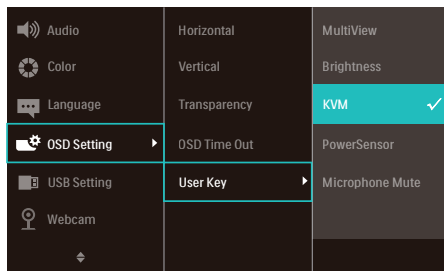 Audio
Color
Language
OSD Setting
USB Setting
Webcam
Horizontal
Vertical
Transparency
OSD Time Out
User Key
MultiView
Brightness
KVM
PowerSensor
Microphone Mute